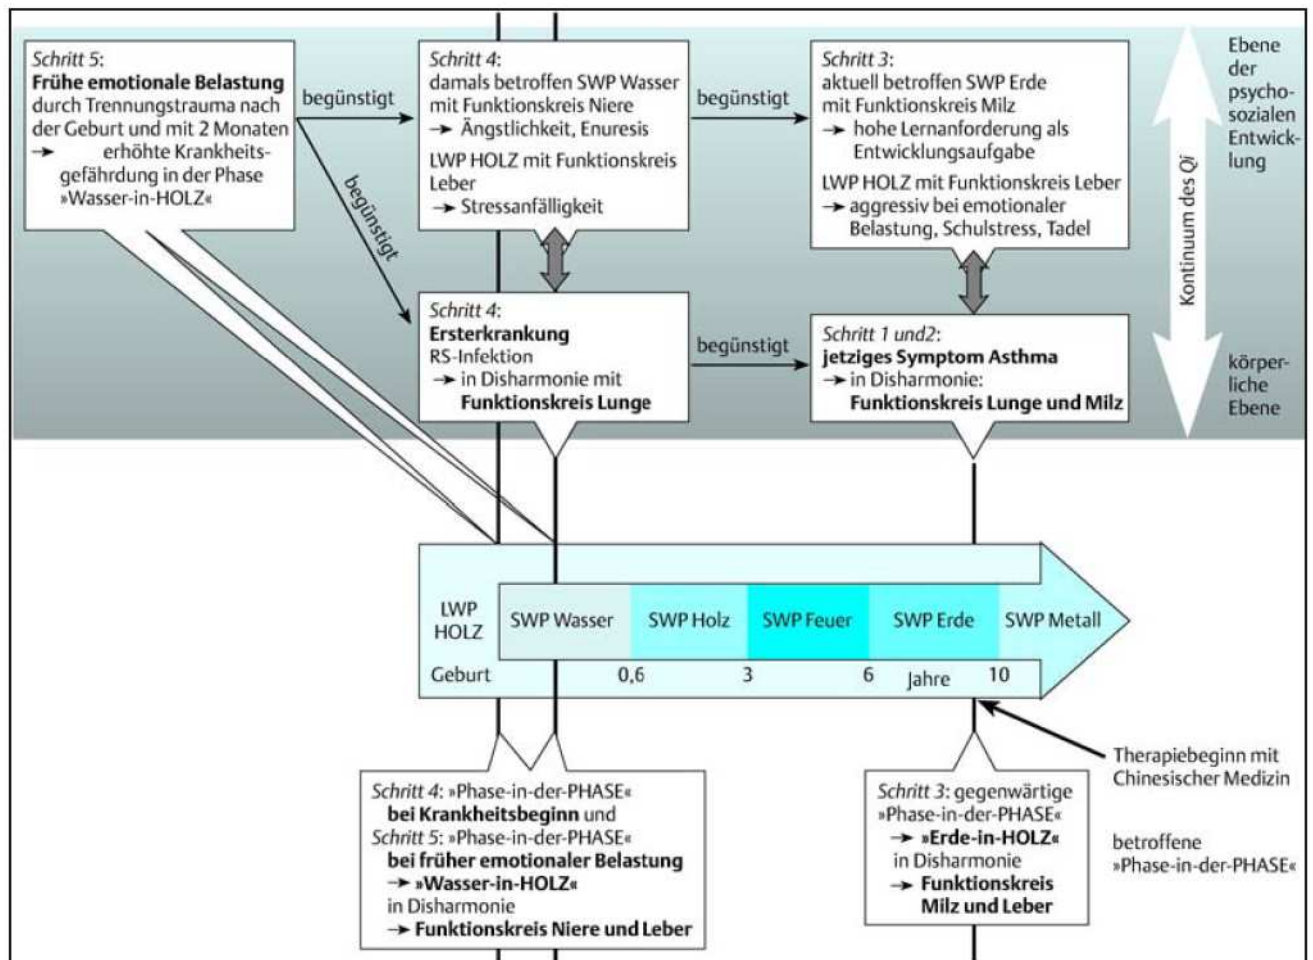 Schritt 5:
Frühe emotionale Belastung
durch Trennungstrauma nach
der Geburt und mit 2 Monaten
→ erhöhte Krankheits-
gefährdung in der Phase
»Wasser-in-HOLZ«
begünstigt
begünstigt
Schritt 4:
damals betroffen SWP Wasser
mit Funktionskreis Niere
→ Ängstlichkeit, Enuresis
LWP HOLZ mit Funktionskreis
Leber
→ Stressanfälligkeit
begünstigt
Schritt 3:
aktuell betroffen SWP Erde
mit Funktionskreis Milz
→ hohe Lernanforderung als
Entwicklungsaufgabe
LWP HOLZ mit Funktionskreis Leber
→ aggressiv bei emotionaler
Belastung, Schulstress, Tadel
Kontinuum des Qi
Ebene
der
psycho-
sozialen
Entwick-
lung
Schritt 4:
Ersterkrankung
RS-Infektion
→ in Disharmonie mit
Funktionskreis Lunge
begünstigt
Schritt 1 und2:
jetziges Symptom Asthma
→ in Disharmonie:
Funktionskreis Lunge und Milz
körper-
liche
Ebene
LWP
HOLZ
SWP Wasser
SWP Holz
SWP Feuer
SWP Erde
SWP Metall
Geburt
0,6
3
6
Jahre
10
Schritt 4: »Phase-in-der-PHASE«
bei Krankheitsbeginn und
Schritt 5: »Phase-in-der-PHASE«
bei früher emotionaler Belastung
→ »Wasser-in-HOLZ«
in Disharmonie
→ Funktionskreis Niere und Leber
Schritt 3: gegenwärtige
»Phase-in-der-PHASE«
→ »Erde-in-HOLZ«
in Disharmonie
→ Funktionskreis
Milz und Leber
Therapiebeginn mit
Chinesischer Medizin
betroffene
»Phase-in-der-PHASE«